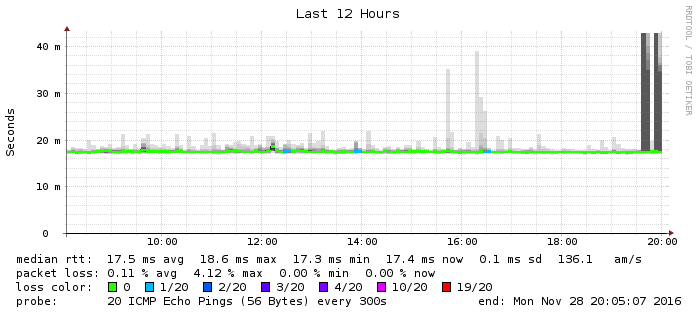 Last 12 Hours
RRDTOOL / TOBI OETIKER
Seconds
40 m
30 m
20 m
10 m
0
10:00 12:00 14:00 16:00 18:00 20:00
median rtt: 17.5 ms avg 18.6 ms max 17.3 ms min 17.4 ms now 0.1 ms sd 136.1 am/s
packet loss: 0.11 % avg 4.12 % max 0.00 % min 0.00 % now
loss color: 0 1/20 2/20 3/20 4/20 10/20 19/20
probe: 20 ICMP Echo Pings (56 Bytes) every 300s end: Mon Nov 28 20:05:07 2016